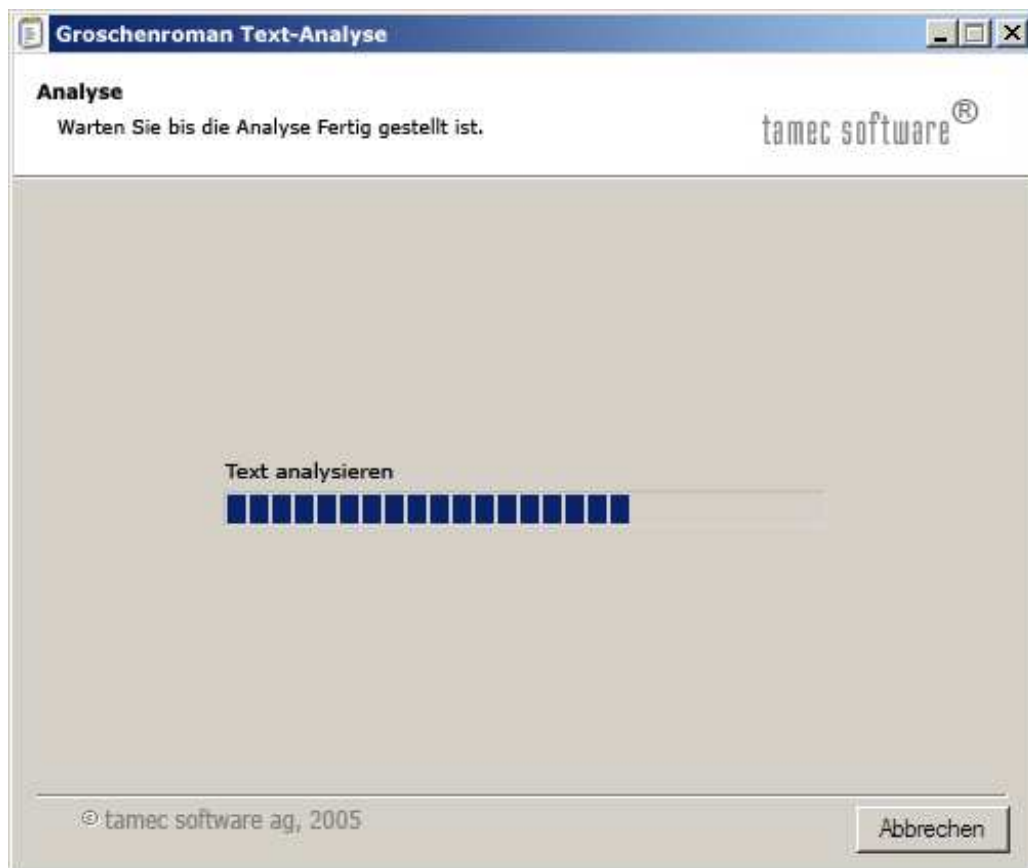 Groschenroman Text-Analyse
Analyse
Warten Sie bis die Analyse Fertig gestellt ist.
tamec software®
Text analysieren
© tamec software ag, 2005
Abbrechen